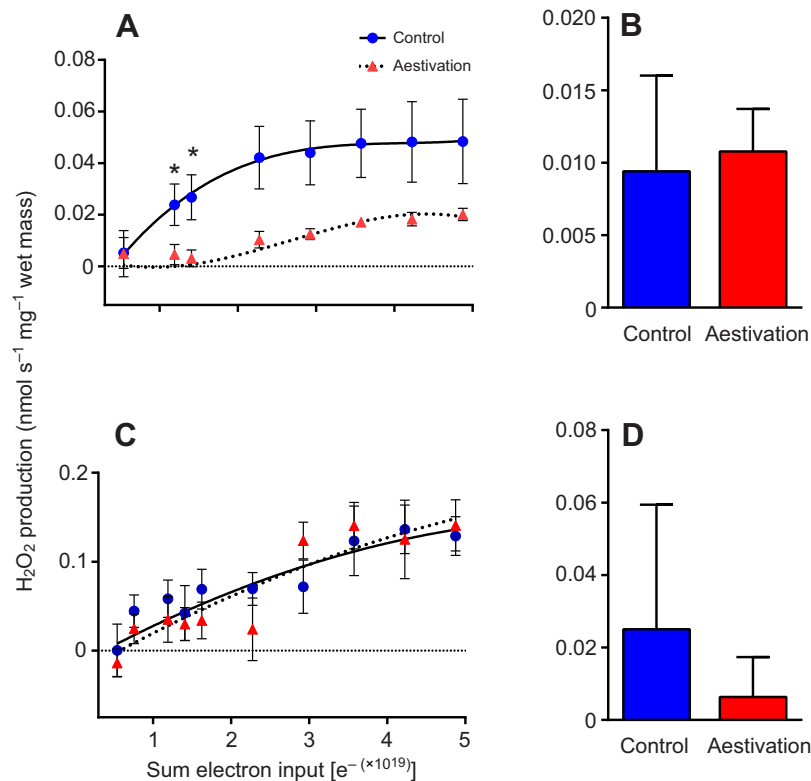 A
Control
Aestivation
0.08
0.06
0.04
0.02
0
*
*
B
0.020
0.015
0.010
0.005
0
Control
Aestivation
H₂O₂ production (nmol s⁻¹ mg⁻¹ wet mass)
C
0.2
0.1
0
1
2
3
4
5
Sum electron input [e⁻ ⁽ˣ¹⁰¹⁹⁾]
D
0.08
0.06
0.04
0.02
0
Control
Aestivation